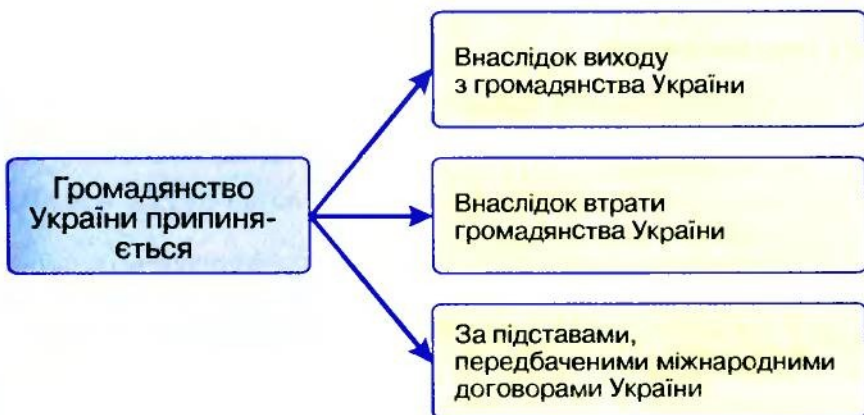 Внаслідок виходу
з громадянства України
Громадянство
України припиня-
ється
Внаслідок втрати
громадянства України
За підставами,
передбаченими міжнародними
договорами України